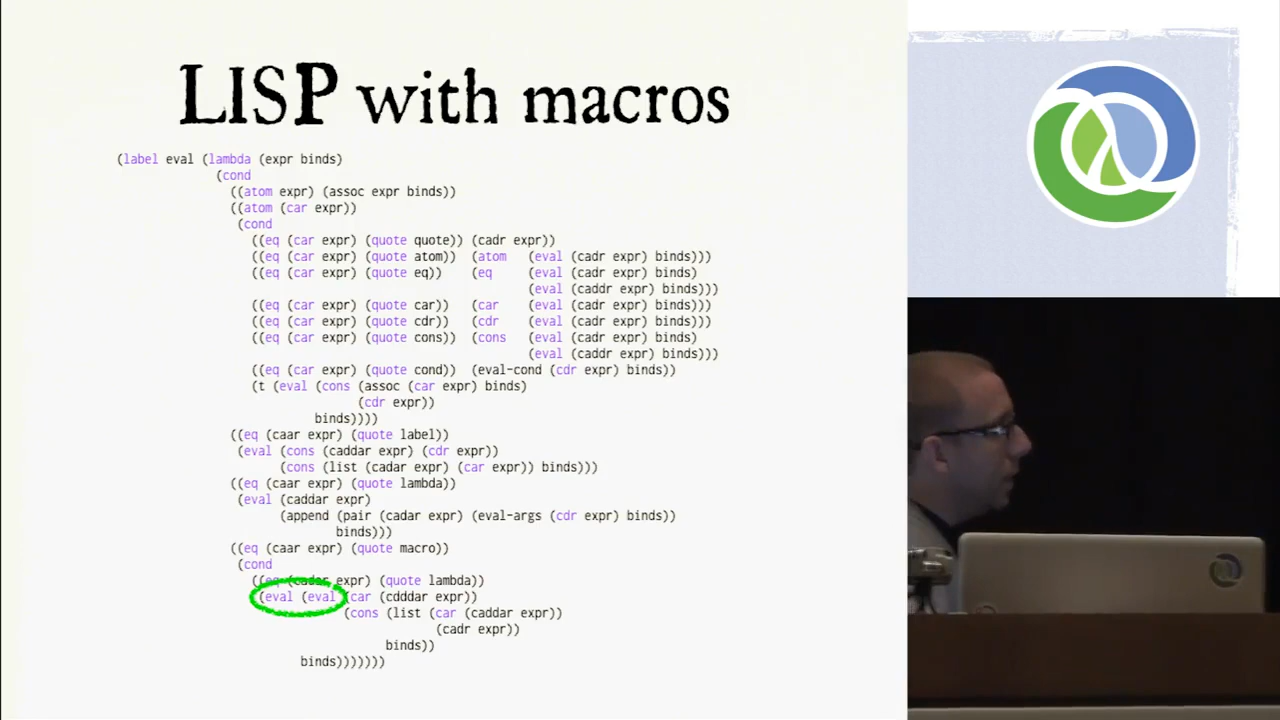 LISP with macros
(label eval (lambda (expr binds)
(cond
((atom expr) (assoc expr binds))
((atom (car expr))
(cond
((eq (car expr) (quote quote)) (cadr expr))
((eq (car expr) (quote atom)) (atom (eval (cadr expr) binds)))
((eq (car expr) (quote eq)) (eq (eval (cadr expr) binds)
(eval (caddr expr) binds)))
((eq (car expr) (quote car)) (car (eval (cadr expr) binds)))
((eq (car expr) (quote cdr)) (cdr (eval (cadr expr) binds)))
((eq (car expr) (quote cons)) (cons (eval (cadr expr) binds)
(eval (caddr expr) binds)))
((eq (car expr) (quote cond)) (eval-cond (cdr expr) binds))
(t (eval (cons (assoc (car expr) binds)
(cdr expr))
binds))))
((eq (caar expr) (quote label))
(eval (cons (caddar expr) (cdr expr))
(cons (list (cadar expr) (car expr)) binds)))
((eq (caar expr) (quote lambda))
(eval (caddar expr)
(append (pair (cadar expr) (eval-args (cdr expr) binds))
binds)))
((eq (caar expr) (quote macro))
(cond
((eq (cadar expr) (quote lambda))
(eval (eval (car (cdddar expr))
(cons (list (car (caddar expr))
(cadr expr))
binds))
binds)))))))